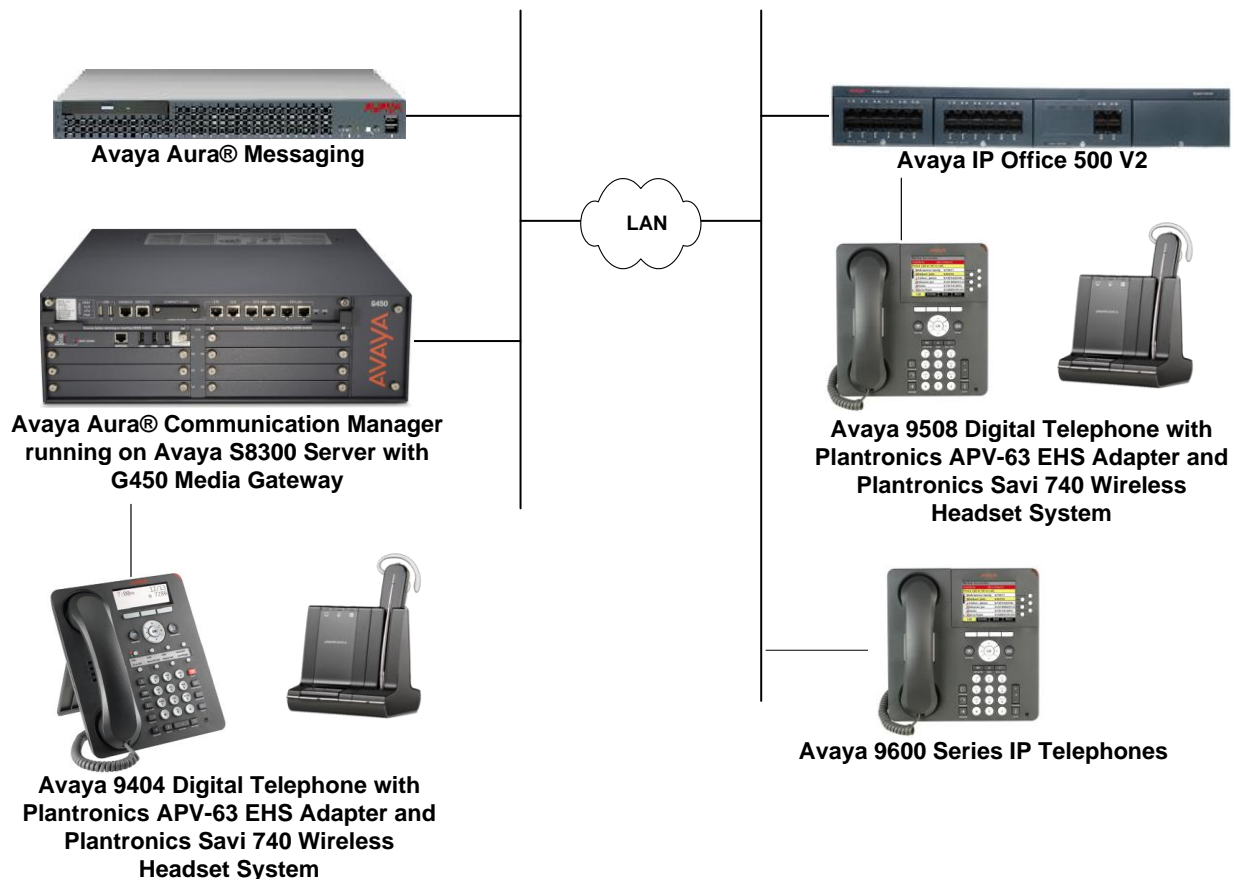 AVAYA
Avaya Aura® Messaging
Avaya IP Office 500 V2
LAN
G450
AVAYA
Avaya Aura® Communication Manager
running on Avaya S8300 Server with
G450 Media Gateway
Avaya 9508 Digital Telephone with
Plantronics APV-63 EHS Adapter and
Plantronics Savi 740 Wireless
Headset System
Avaya 9600 Series IP Telephones
Avaya 9404 Digital Telephone with
Plantronics APV-63 EHS Adapter and
Plantronics Savi 740 Wireless
Headset System